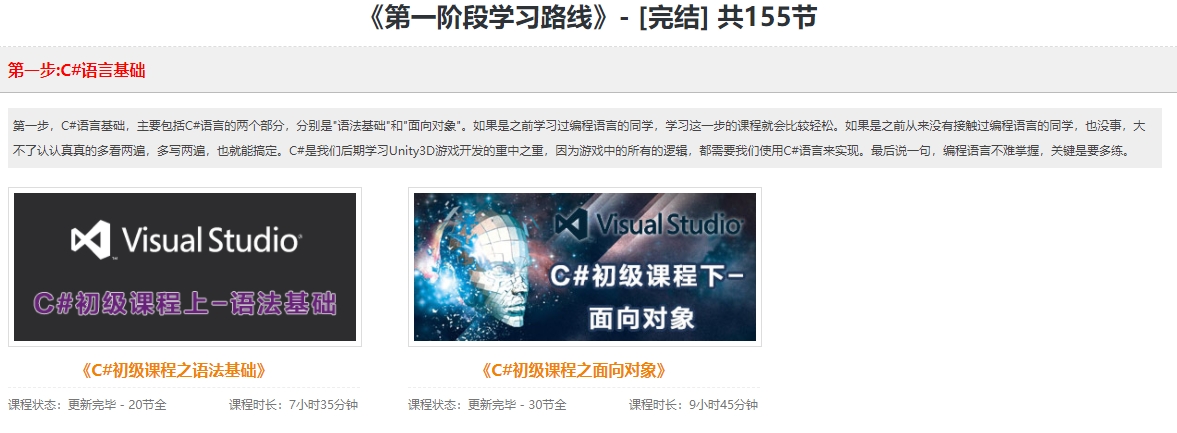 《第一阶段学习路线》- [完结] 共155节
第一步:C#语言基础
第一步，C#语言基础，主要包括C#语言的两个部分，分别是"语法基础"和"面向对象"。如果是之前学习过编程语言的同学，学习这一步的课程就会比较轻松。如果是之前从来没有接触过编程语言的同学，也没事，大
不了认认真真的多看两遍，多写两遍，也就能搞定。C#是我们后期学习Unity3D游戏开发的重中之重，因为游戏中的所有的逻辑，都需要我们使用C#语言来实现。最后说一句，编程语言不难掌握，关键是要多练。
Visual Studio
C#初级课程上-语法基础
《C#初级课程之语法基础》
课程状态：更新完毕 - 20节全 课程时长：7小时35分钟
Visual Studio
C#初级课程下-
面向对象
《C#初级课程之面向对象》
课程状态：更新完毕 - 30节全 课程时长：9小时45分钟